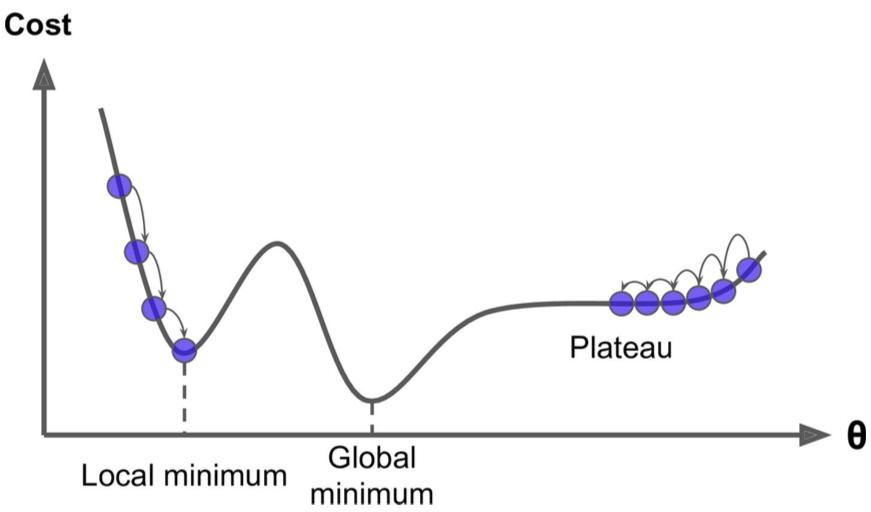 Cost
Plateau
θ
Local minimum
Global
minimum